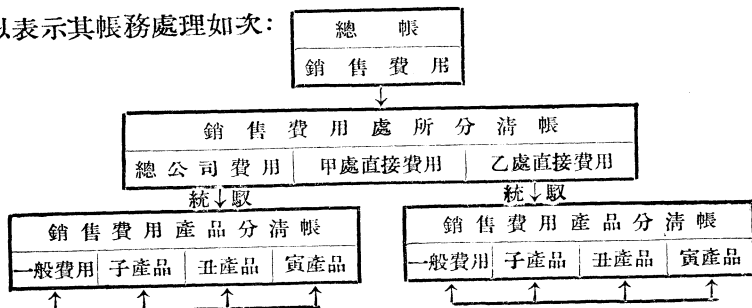 以表示其帳務處理如次：
總帳
銷售費用
銷售費用處所分清帳
總公司費用 甲處直接費用 乙處直接費用
統馭 統馭
銷售費用產品分清帳 銷售費用產品分清帳
一般費用 子產品 丑產品 寅產品 一般費用 子產品 丑產品 寅產品